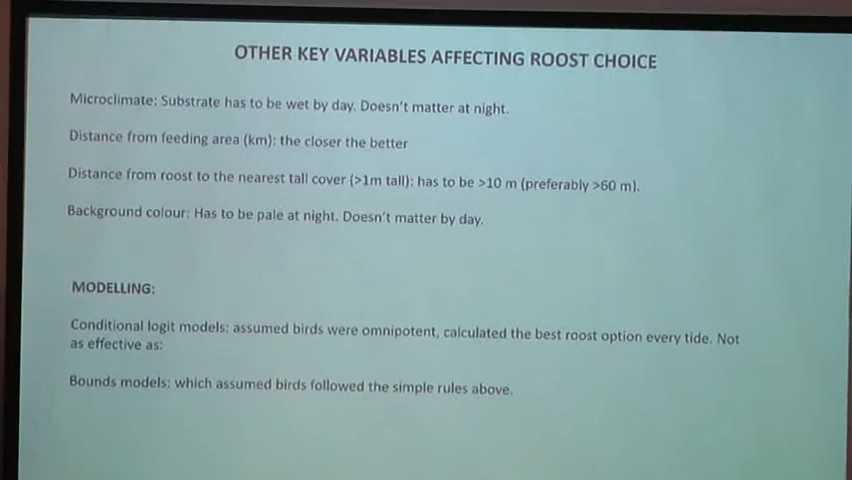 OTHER KEY VARIABLES AFFECTING ROOST CHOICE
Microclimate: Substrate has to be wet by day. Doesn't matter at night.
Distance from feeding area (km): the closer the better
Distance from roost to the nearest tall cover (>1m tall): has to be >10 m (preferably >60 m).
Background colour: Has to be pale at night. Doesn't matter by day.
MODELLING:
Conditional logit models: assumed birds were omnipotent, calculated the best roost option every tide. Not
as effective as:
Bounds models: which assumed birds followed the simple rules above.